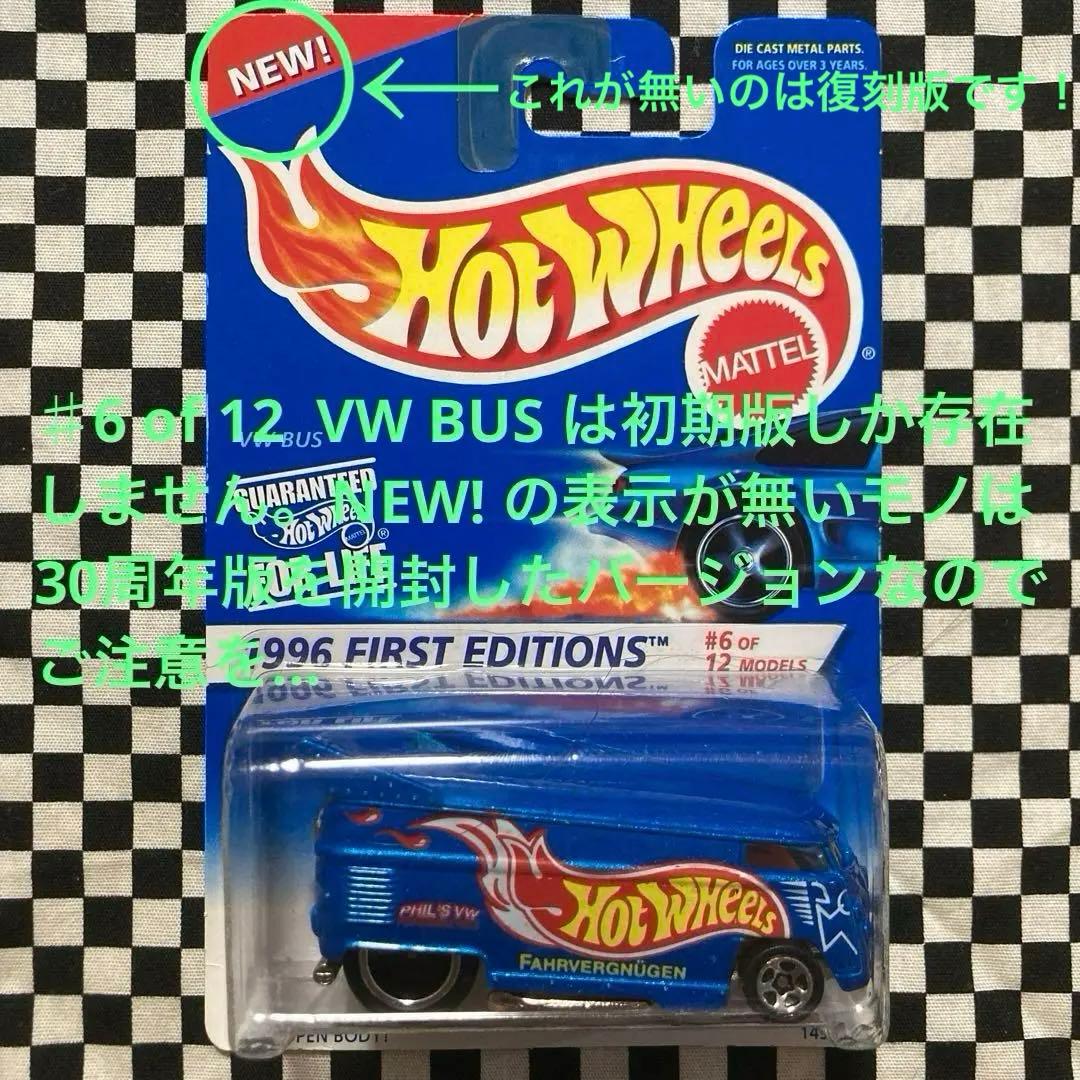 NEW!
これが無いのは復刻版です！
DIE CAST METAL PARTS.
FOR AGES OVER 3 YEARS.
HOT WHEELS
MATTEL
®
#6 of 12 VW BUS は初期版しか存在
しません。NEW! の表示が無いモノは
30周年版を開封したバージョンなので
ご注意を...
VW BUS
GUARANTEED
HOT WHEELS
MATTEL
®
FOR LIFE
1996 FIRST EDITIONS™
#6 OF
12 MODELS
PHIL'S VW
HOT WHEELS
FAHRVERGNÜGEN
BODY!